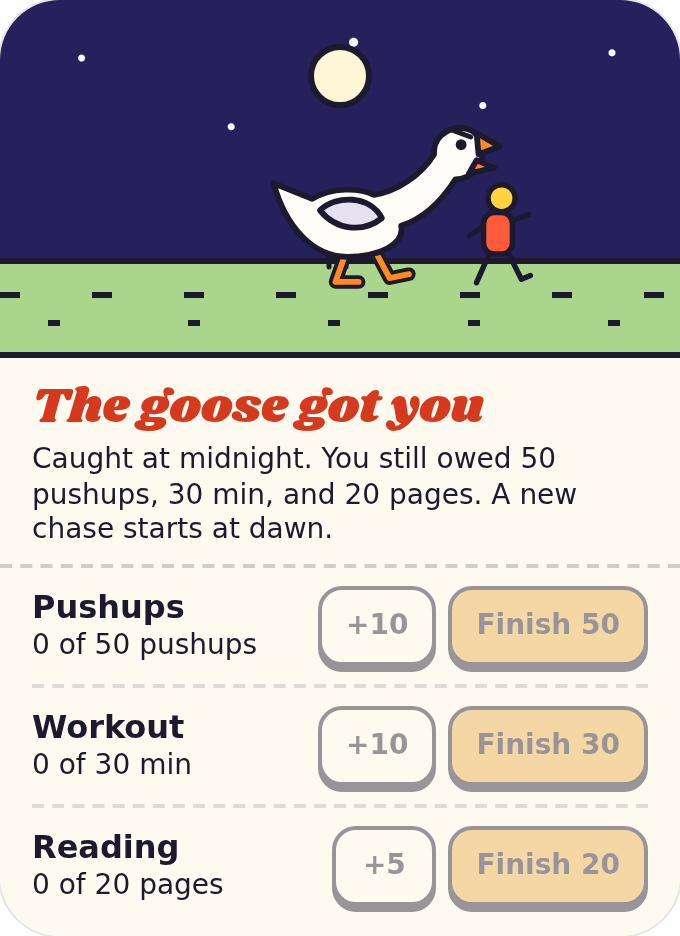 The goose got you
Caught at midnight. You still owed 50
pushups, 30 min, and 20 pages. A new
chase starts at dawn.
Pushups
0 of 50 pushups
+10
Finish 50
Workout
0 of 30 min
+10
Finish 30
Reading
0 of 20 pages
+5
Finish 20